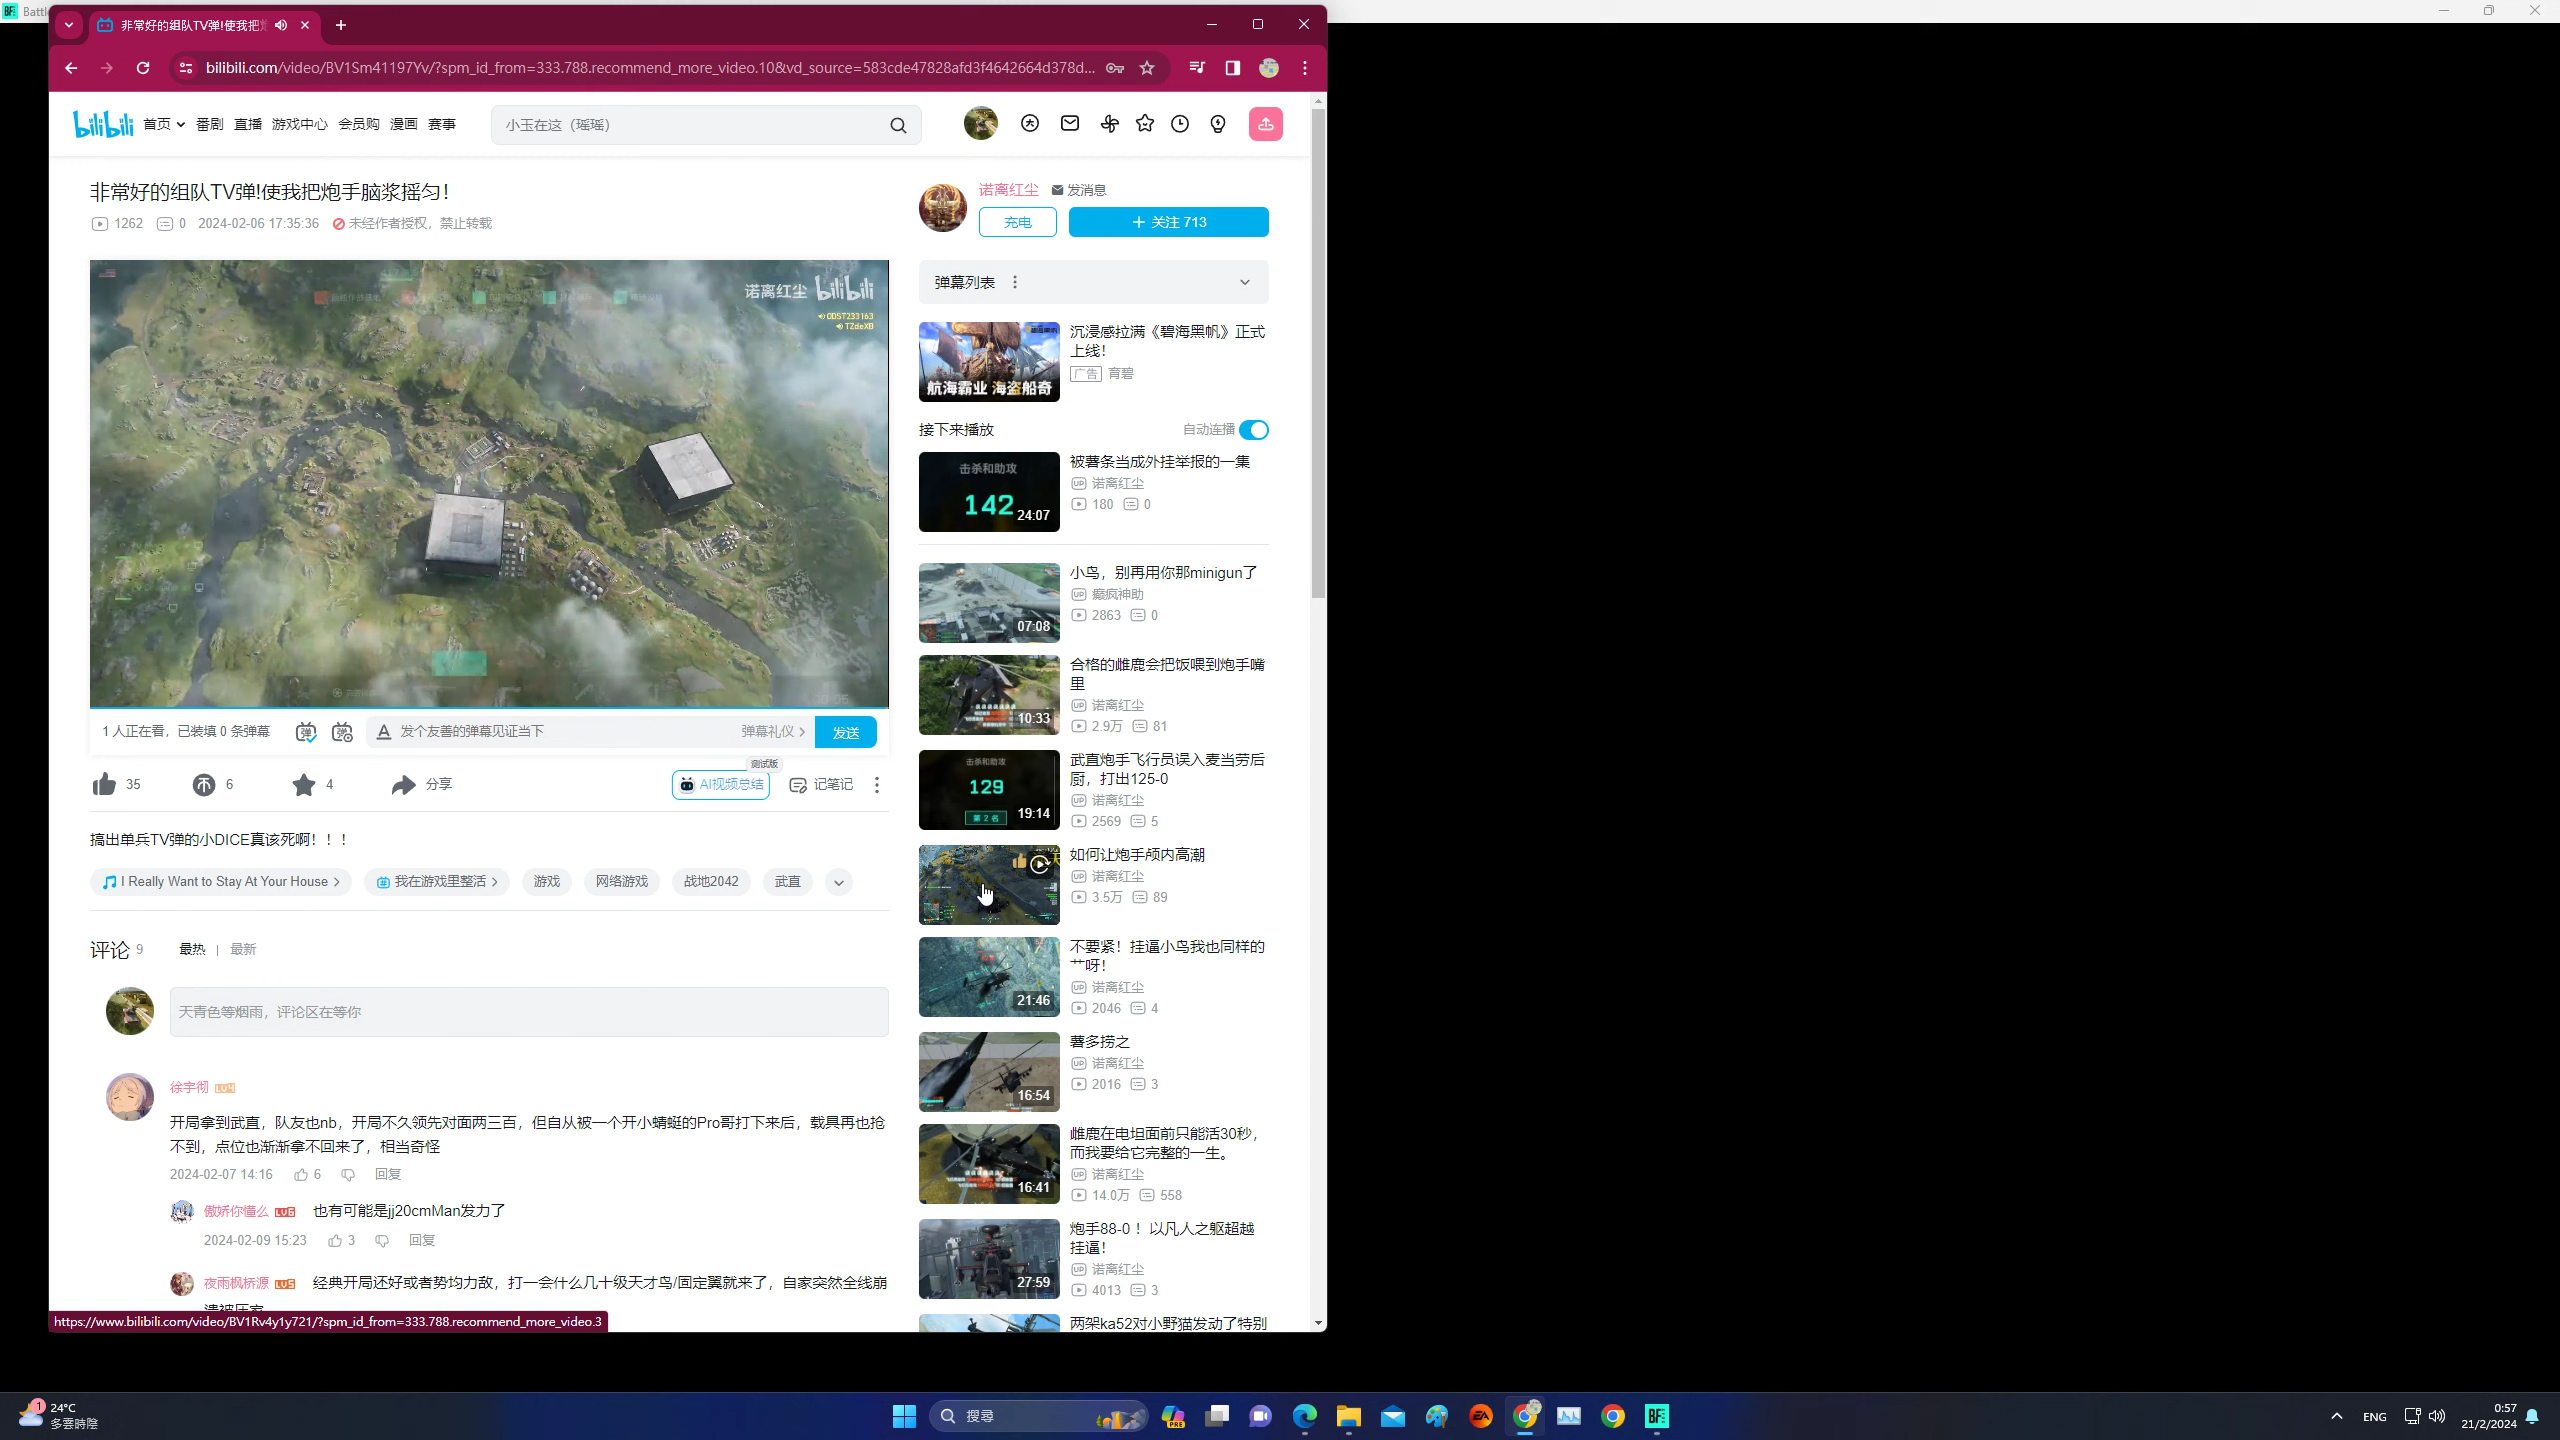 Battle
非常好的组队TV弹!使我把
bilibili.com/video/BV1Sm41197Yv/?spm_id_from=333.788.recommend_more_video.10&vd_source=583cde47828afd3f4642664d378d...
bilibili 首页 番剧 直播 游戏中心 会员购 漫画 赛事
小玉在这（瑶瑶）
非常好的组队TV弹!使我把炮手脑浆摇匀!
1262 0 2024-02-06 17:35:36 未经作者授权，禁止转载
诺离红尘 发消息
充电 + 关注 713
诺离红尘 bilibili
ODST233163
TZdeXB
1 人正在看，已装填 0 条弹幕
发个友善的弹幕见证当下 弹幕礼仪 > 发送
35 6 4 分享
测试版
AI视频总结 记笔记
搞出单兵TV弹的小DICE真该死啊！！！
I Really Want to Stay At Your House > 我在游戏里整活 > 游戏 网络游戏 战地2042 武直
评论 9 最热 | 最新
天青色等烟雨，评论区在等你
徐宇彻 LV4
开局拿到武直，队友也nb，开局不久领先对面两三百，但自从被一个开小蜻蜓的Pro哥打下来后，载具再也抢
不到，点位也渐渐拿不回来了，相当奇怪
2024-02-07 14:16 6 回复
傲娇你懂么 LV6 也有可能是jj20cmMan发力了
2024-02-09 15:23 3 回复
夜雨枫桥源 LV5 经典开局还好或者势均力敌，打一会什么几十级天才鸟/固定翼就来了，自家突然全线崩
https://www.bilibili.com/video/BV1Rv4y1y721/?spm_id_from=333.788.recommend_more_video.3
弹幕列表
沉浸感拉满《碧海黑帆》正式
上线！
广告 育碧
航海霸业 海盗船奇
接下来播放 自动连播
击杀和助攻
142
24:07
被薯条当成外挂举报的一集
UP 诺离红尘
180 0
07:08
小鸟，别再用你那minigun了
UP 癫疯神助
2863 0
10:33
合格的雌鹿会把饭喂到炮手嘴
里
UP 诺离红尘
2.9万 81
击杀和助攻
129
第 2 名
19:14
武直炮手飞行员误入麦当劳后
厨，打出125-0
UP 诺离红尘
2569 5
如何让炮手颅内高潮
UP 诺离红尘
3.5万 89
21:46
不要紧！挂逼小鸟我也同样的
艹呀！
UP 诺离红尘
2046 4
16:54
薯多捞之
UP 诺离红尘
2016 3
16:41
雌鹿在电坦面前只能活30秒，
而我要给它完整的一生。
UP 诺离红尘
14.0万 558
27:59
炮手88-0 ！以凡人之躯超越
挂逼！
UP 诺离红尘
4013 3
两架ka52对小野猫发动了特别
1
24°C
多雲時陰
搜尋
PRE
EA
BF
ENG
0:57
21/2/2024